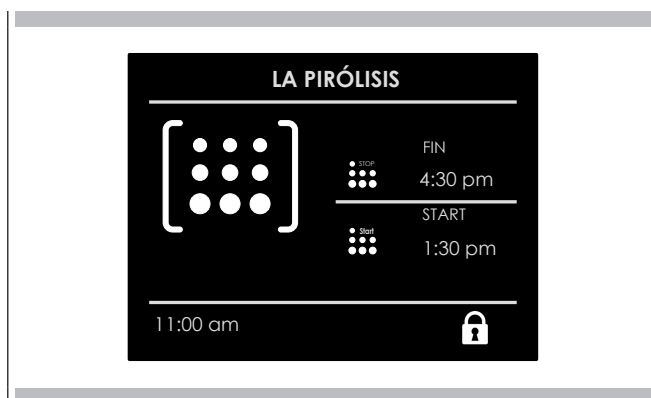 LA PIRÓLISIS
FIN
STOP
4:30 pm
START
Start
1:30 pm
11:00 am